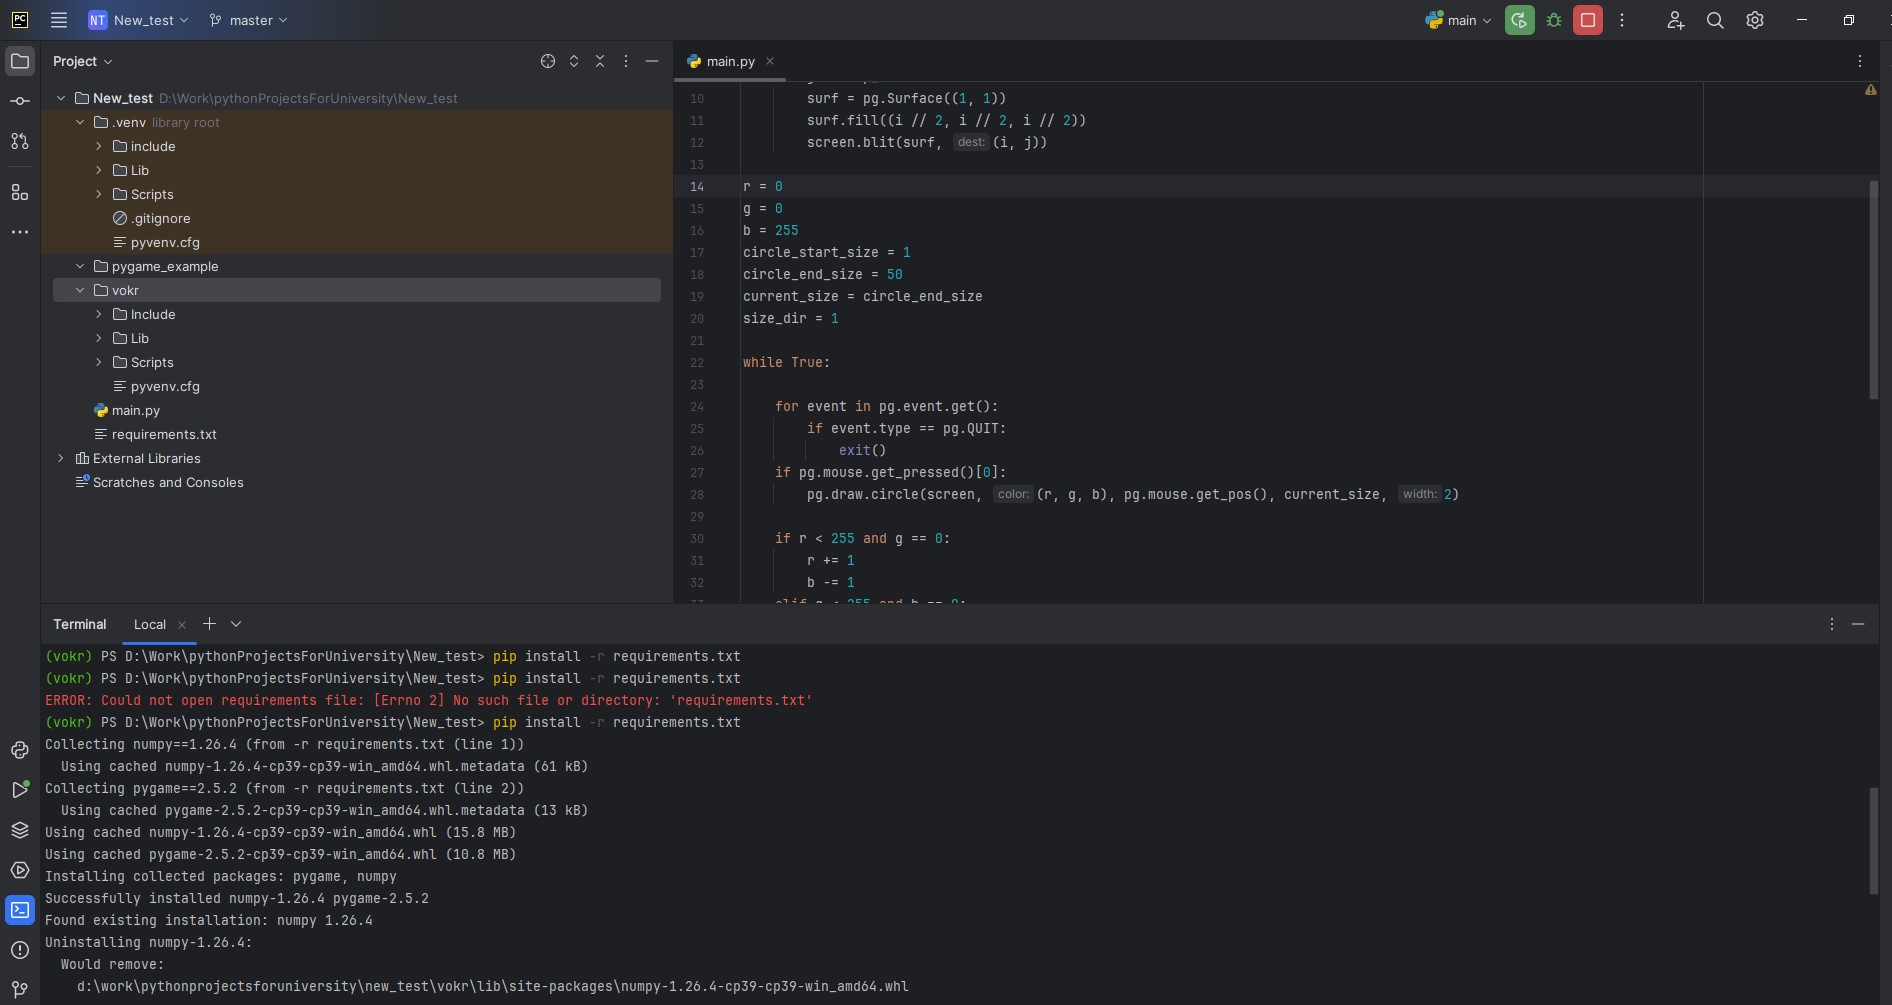 PC
NT New_test master
main
Project
New_test D:\Work\pythonProjectsForUniversity\New_test
.venv library root
include
Lib
Scripts
.gitignore
pyvenv.cfg
pygame_example
vokr
Include
Lib
Scripts
pyvenv.cfg
main.py
requirements.txt
External Libraries
Scratches and Consoles
main.py
10 surf = pg.Surface((1, 1))
11 surf.fill((i // 2, i // 2, i // 2))
12 screen.blit(surf, dest: (i, j))
13
14 r = 0
15 g = 0
16 b = 255
17 circle_start_size = 1
18 circle_end_size = 50
19 current_size = circle_end_size
20 size_dir = 1
21
22 while True:
23
24 for event in pg.event.get():
25 if event.type == pg.QUIT:
26 exit()
27 if pg.mouse.get_pressed()[0]:
28 pg.draw.circle(screen, color: (r, g, b), pg.mouse.get_pos(), current_size, width: 2)
29
30 if r < 255 and g == 0:
31 r += 1
32 b -= 1
33 elif g < 255 and b == 0:
Terminal Local
(vokr) PS D:\Work\pythonProjectsForUniversity\New_test> pip install -r requirements.txt
(vokr) PS D:\Work\pythonProjectsForUniversity\New_test> pip install -r requirements.txt
ERROR: Could not open requirements file: [Errno 2] No such file or directory: 'requirements.txt'
(vokr) PS D:\Work\pythonProjectsForUniversity\New_test> pip install -r requirements.txt
Collecting numpy==1.26.4 (from -r requirements.txt (line 1))
Using cached numpy-1.26.4-cp39-cp39-win_amd64.whl.metadata (61 kB)
Collecting pygame==2.5.2 (from -r requirements.txt (line 2))
Using cached pygame-2.5.2-cp39-cp39-win_amd64.whl.metadata (13 kB)
Using cached numpy-1.26.4-cp39-cp39-win_amd64.whl (15.8 MB)
Using cached pygame-2.5.2-cp39-cp39-win_amd64.whl (10.8 MB)
Installing collected packages: pygame, numpy
Successfully installed numpy-1.26.4 pygame-2.5.2
Found existing installation: numpy 1.26.4
Uninstalling numpy-1.26.4:
Would remove:
d:\work\pythonprojectsforuniversity\new_test\vokr\lib\site-packages\numpy-1.26.4-cp39-cp39-win_amd64.whl